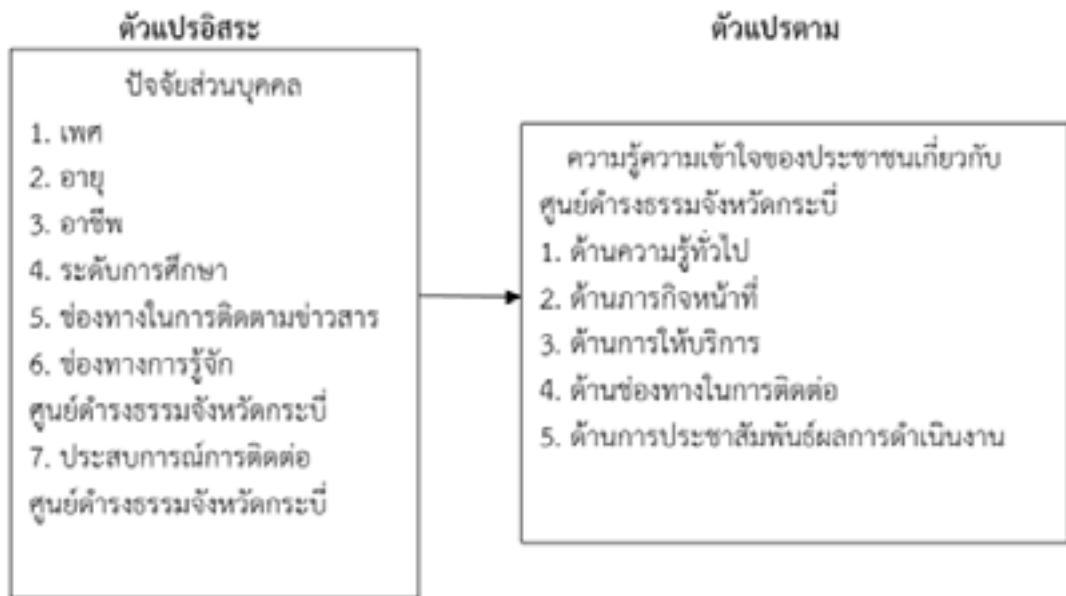 ตัวแปรอิสระ
ปัจจัยส่วนบุคคล
1. เพศ
2. อายุ
3. อาชีพ
4. ระดับการศึกษา
5. ช่องทางในการติดตามข่าวสาร
6. ช่องทางการรู้จัก
ศูนย์ดำรงธรรมจังหวัดกระบี่
7. ประสบการณ์การติดต่อ
ศูนย์ดำรงธรรมจังหวัดกระบี่
ตัวแปรตาม
ความรู้ความเข้าใจของประชาชนเกี่ยวกับ
ศูนย์ดำรงธรรมจังหวัดกระบี่
1. ด้านความรู้ทั่วไป
2. ด้านภารกิจหน้าที่
3. ด้านการให้บริการ
4. ด้านช่องทางในการติดต่อ
5. ด้านการประชาสัมพันธ์ผลการดำเนินงาน